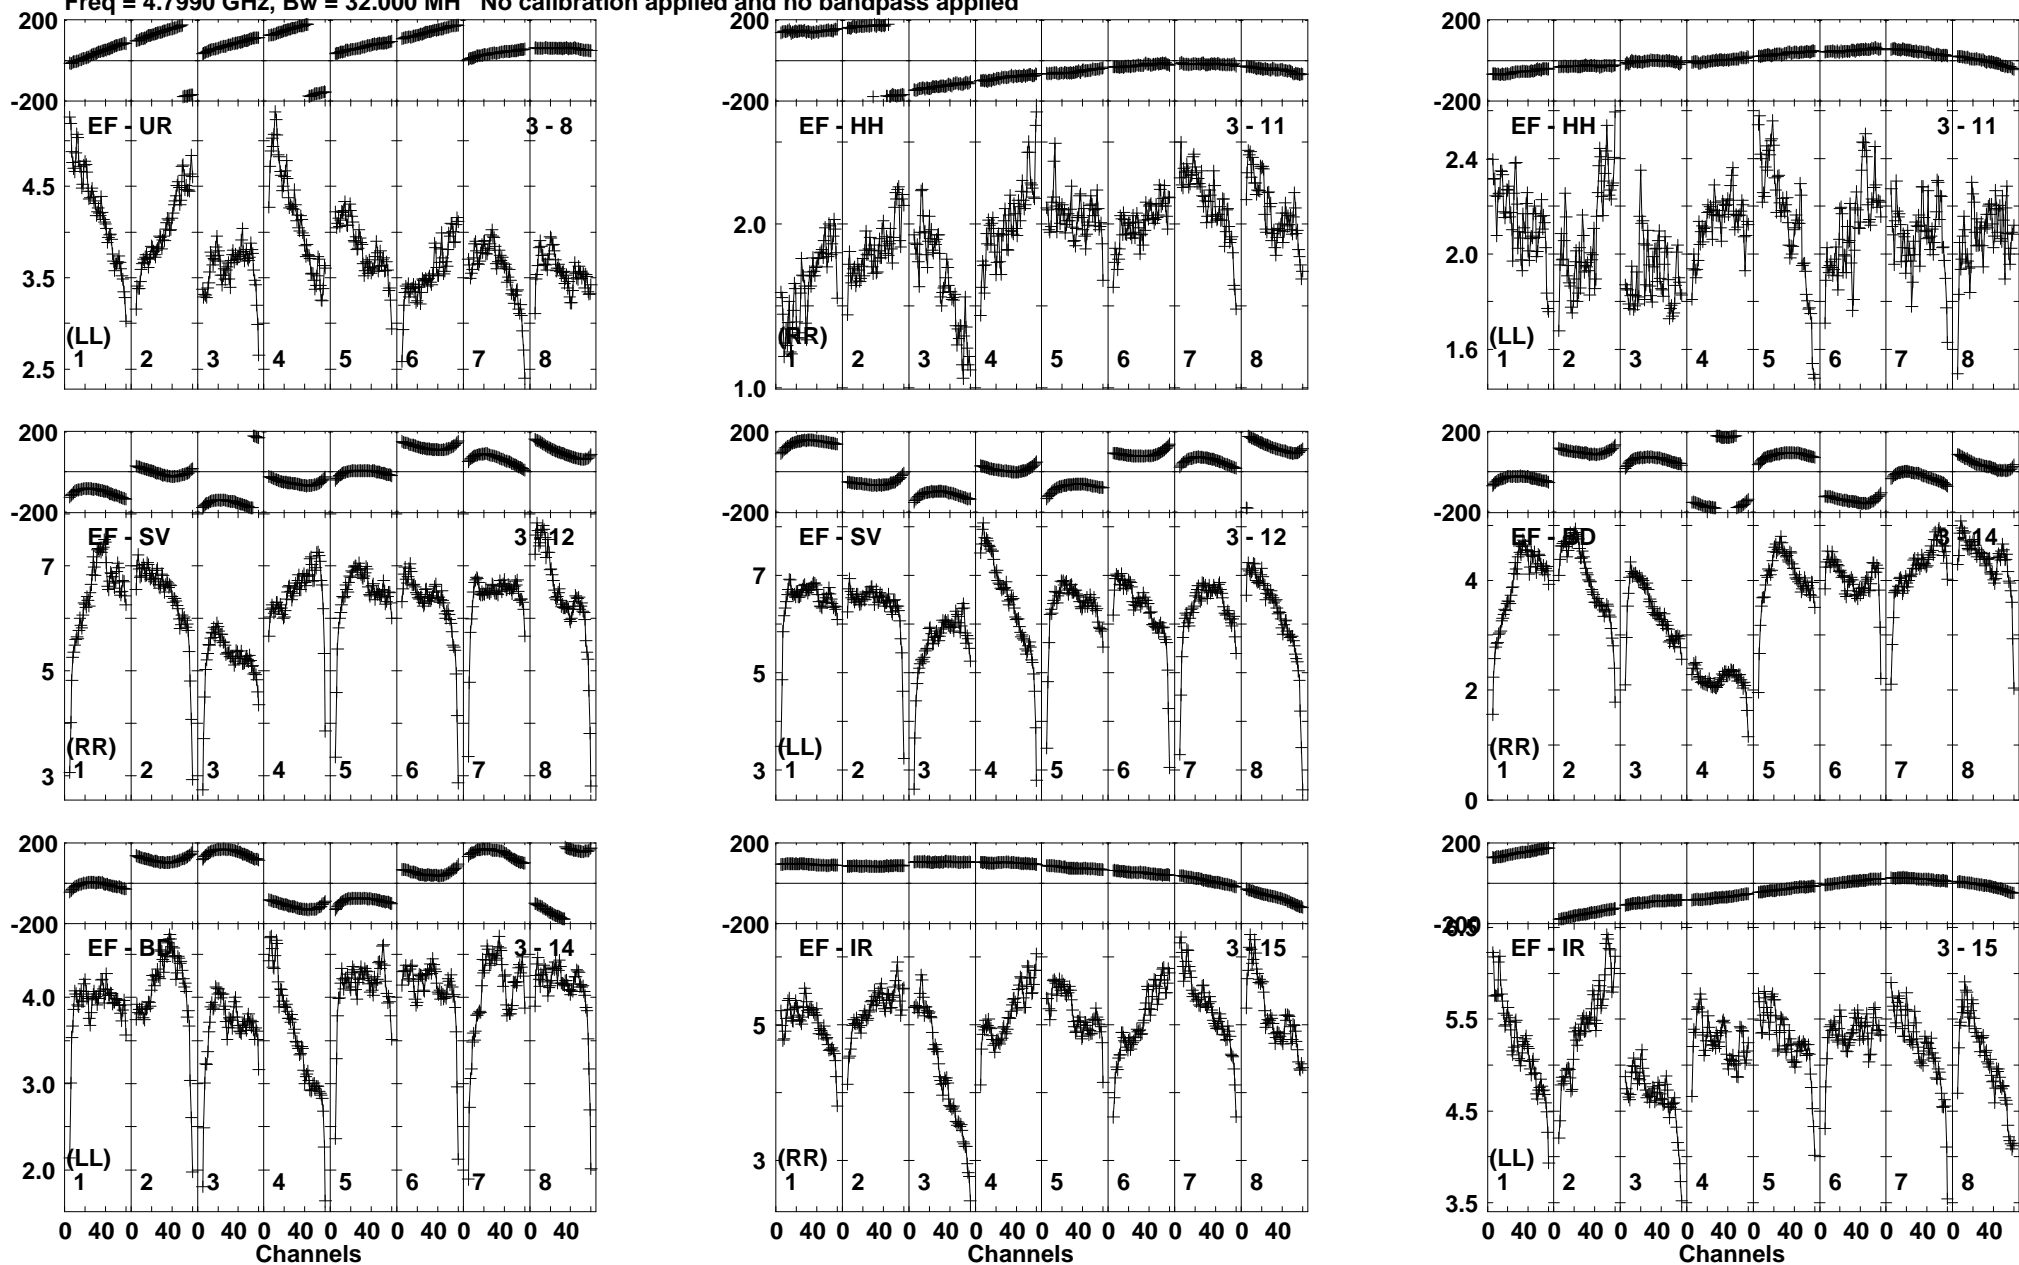 Freq = 4.7990 GHz, Bw = 32.000 MH No calibration applied and no bandpass applied
200 200 200
-200 -200 -200
EF - UR 3 - 8 EF - HH 3 - 11 EF - HH 3 - 11
4.5 3.5 2.5 2.0 1.0 2.4 2.0 1.6
(LL) (RR) (LL)
1 2 3 4 5 6 7 8 1 2 3 4 5 6 7 8 1 2 3 4 5 6 7 8
200 200 200
-200 -200 -200
EF - SV 3 - 12 EF - SV 3 - 12 EF - BD 3 - 14
7 5 3 7 5 3 4 2 0
(RR) (LL) (RR)
1 2 3 4 5 6 7 8 1 2 3 4 5 6 7 8 1 2 3 4 5 6 7 8
200 200 200
-200 -200 -200
EF - BD 3 - 14 EF - IR 3 - 15 EF - IR 3 - 15
4.0 3.0 2.0 5 3 6.5 5.5 4.5 3.5
(LL) (RR) (LL)
1 2 3 4 5 6 7 8 1 2 3 4 5 6 7 8 1 2 3 4 5 6 7 8
0 40 0 40 0 40 0 40 0 40 0 40 0 40 0 40 0 40 0 40 0 40 0 40 0 40 0 40 0 40 0 40 0 40 0 40 0 40 0 40 0 40 0 40 0 40 0 40
Channels Channels Channels